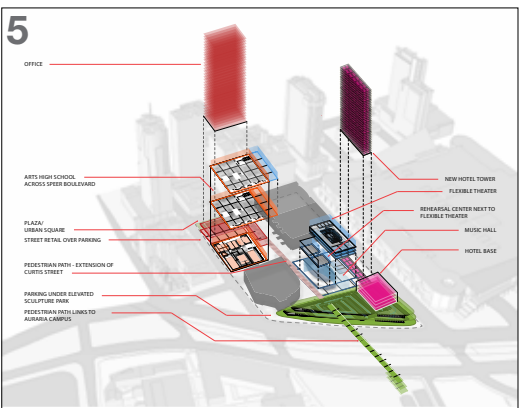 5
OFFICE
ARTS HIGH SCHOOL
ACROSS SPEER BOULEVARD
PLAZA/
URBAN SQUARE
STREET RETAIL OVER PARKING
PEDESTRIAN PATH - EXTENSION OF
CURTIS STREET
PARKING UNDER ELEVATED
SCULPTURE PARK
PEDESTRIAN PATH LINKS TO
AURARIA CAMPUS
NEW HOTEL TOWER
FLEXIBLE THEATER
REHEARSAL CENTER NEXT TO
FLEXIBLE THEATER
MUSIC HALL
HOTEL BASE